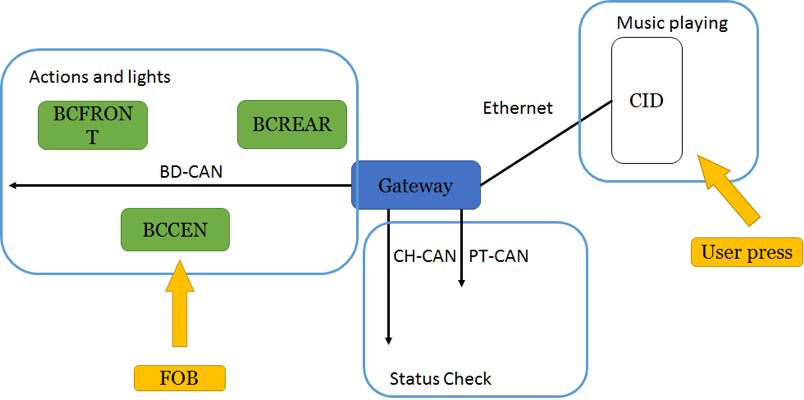 Music playing
Actions and lights
BCFRON
T
BCREAR
Ethernet
CID
BD-CAN
Gateway
BCCEN
CH-CAN
PT-CAN
User press
FOB
Status Check